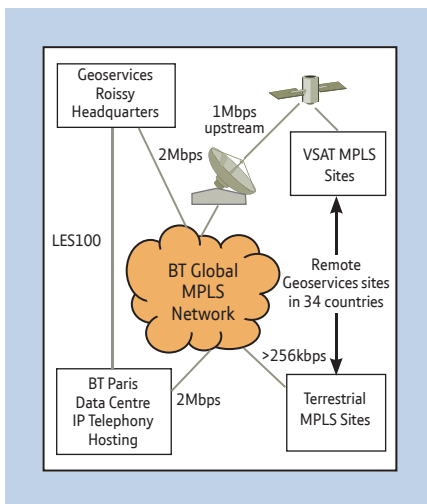 Geoservices
Roissy
Headquarters
1Mbps
upstream
2Mbps
VSAT MPLS
Sites
LES100
BT Global
MPLS
Network
Remote
Geoservices sites
in 34 countries
>256kbps
BT Paris
Data Centre
IP Telephony
Hosting
2Mbps
Terrestrial
MPLS Sites